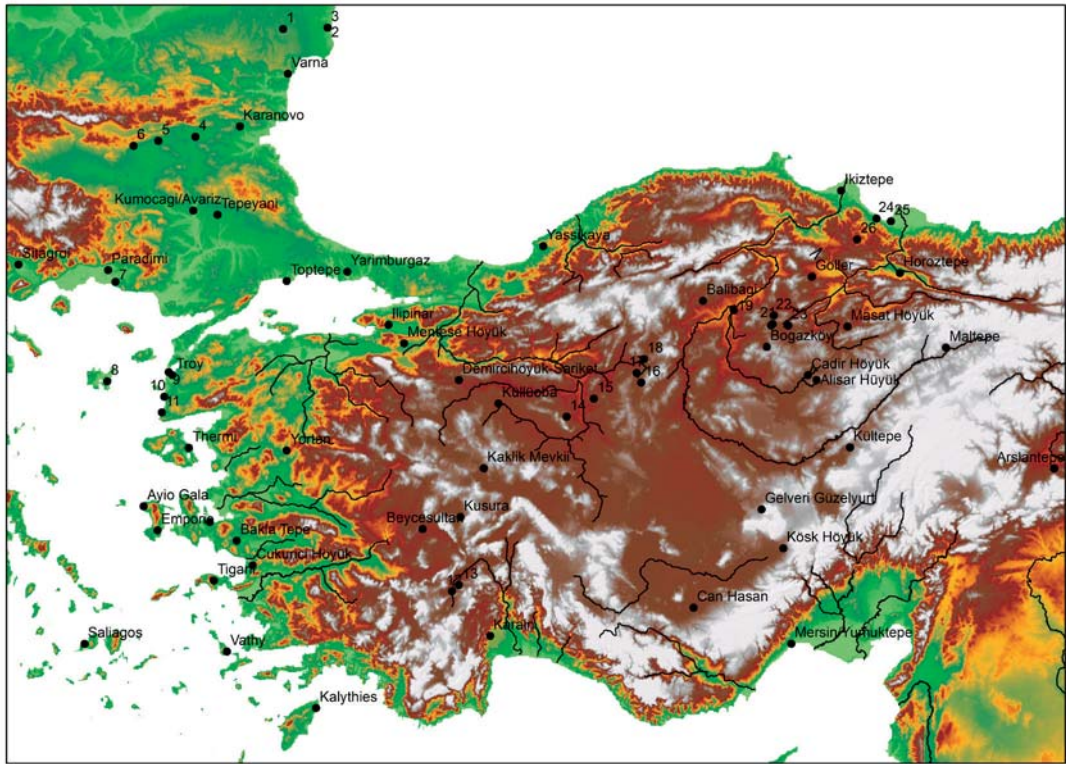 1
3
2
Varna
Karanovo
4
5
6
Kumocagi/Avariz
Tepeyani
Ikiztepe
24
25
26
Yassikaya
Silagroi
Paradimi
7
Toptepe
Yarimburgaz
Göller
Horoztepe
Balibagi
19
22
21
23
Ilipinar
Mentese Höyük
Bogazköy
Masat Höyük
Maltepe
8
Troy
9
10
11
Demircihöyük-Sariket
18
17
16
Cadir Höyük
Alisar Hüyük
Küllüoba
15
14
Thermi
Yortan
Kaklik Mevkii
Kültepe
Arslantepe
Ayio Gala
Emporio
Bakla Tepe
Beycesultan
Kusura
Gelveri Güzelyurt
Kösk Höyük
Cukurici Höyük
Tigani
13
Can Hasan
Saliagos
Vathy
Karain
Mersin/Yumuktepe
Kalythies